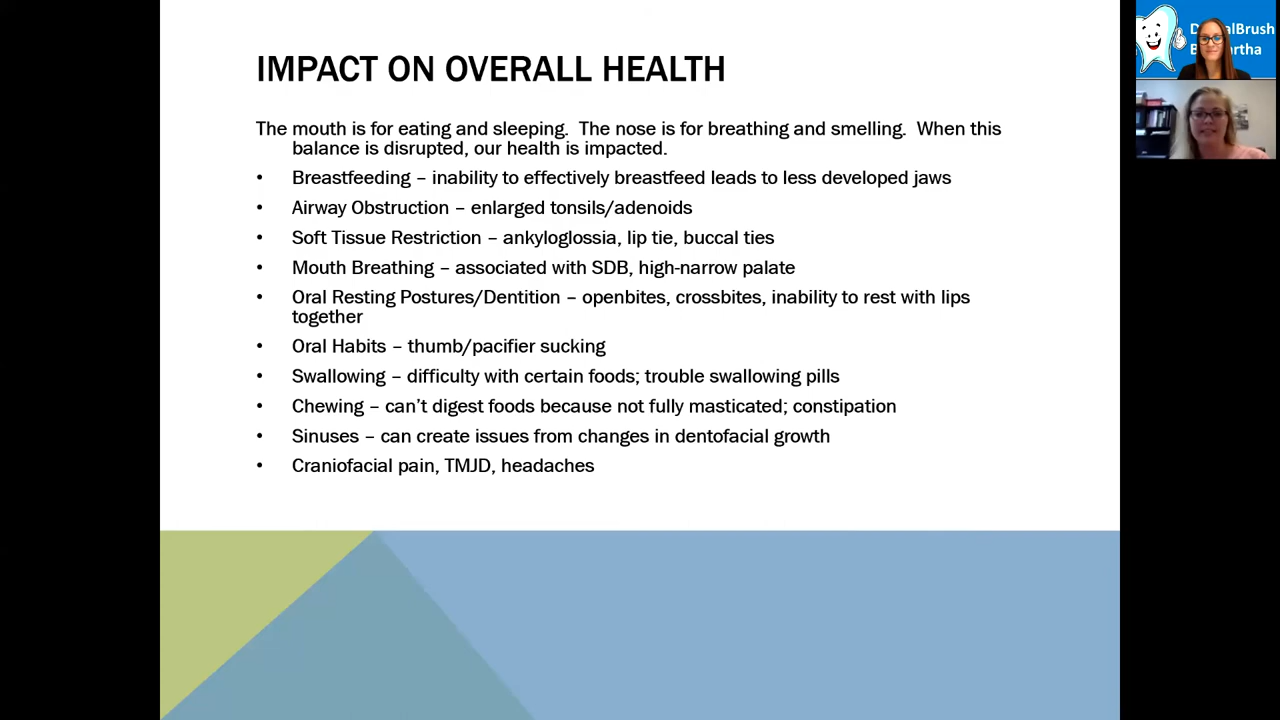 IMPACT ON OVERALL HEALTH
The mouth is for eating and sleeping. The nose is for breathing and smelling. When this
balance is disrupted, our health is impacted.
• Breastfeeding – inability to effectively breastfeed leads to less developed jaws
• Airway Obstruction – enlarged tonsils/adenoids
• Soft Tissue Restriction – ankyloglossia, lip tie, buccal ties
• Mouth Breathing – associated with SDB, high-narrow palate
• Oral Resting Postures/Dentition – openbites, crossbites, inability to rest with lips
together
• Oral Habits – thumb/pacifier sucking
• Swallowing – difficulty with certain foods; trouble swallowing pills
• Chewing – can't digest foods because not fully masticated; constipation
• Sinuses – can create issues from changes in dentofacial growth
• Craniofacial pain, TMJD, headaches